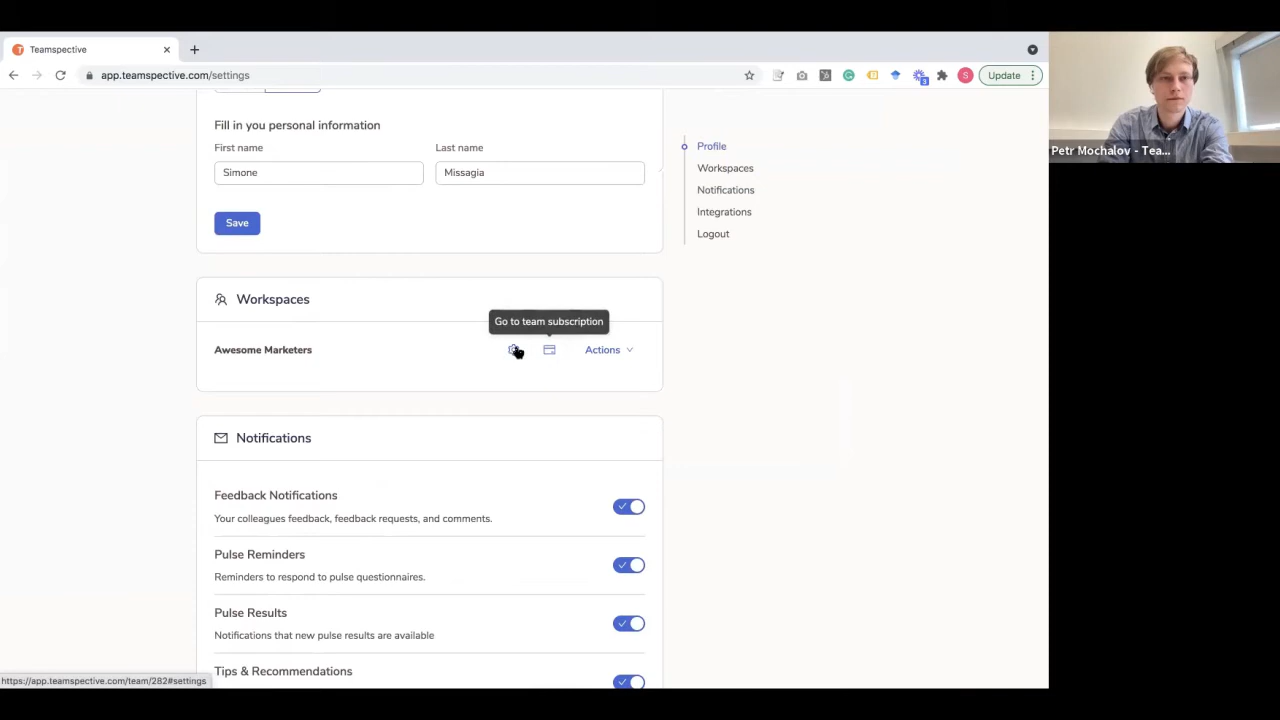 Teamspective
app.teamspective.com/settings
S
Update
Fill in you personal information
First name
Last name
Simone
Missagia
Save
Profile
Workspaces
Notifications
Integrations
Logout
Petr Mochalov - Tea...
Workspaces
Go to team subscription
Awesome Marketers
Actions
Notifications
Feedback Notifications
Your colleagues feedback, feedback requests, and comments.
Pulse Reminders
Reminders to respond to pulse questionnaires.
Pulse Results
Notifications that new pulse results are available
Tips & Recommendations
https://app.teamspective.com/team/282#settings